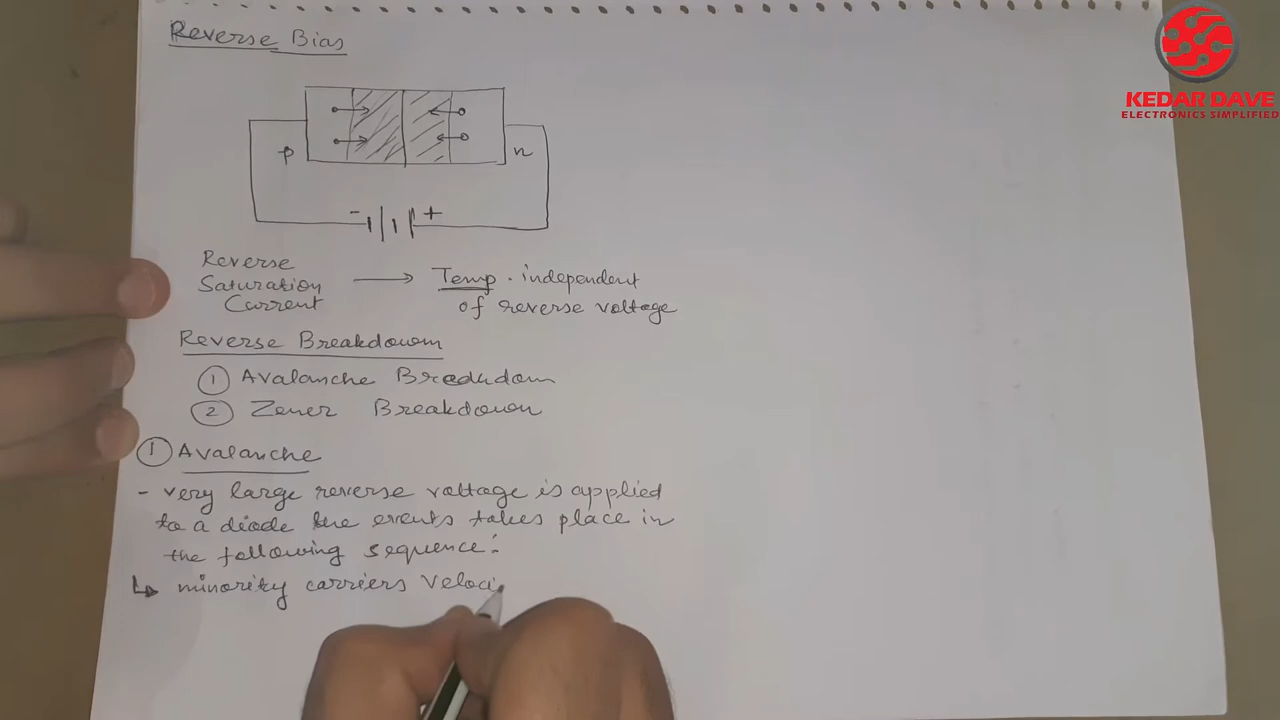 Reverse Bias
KEDAR DAVE
ELECTRONICS SIMPLIFIED
p
n
- +
Reverse
Saturation
Current
Temp. independent
of reverse voltage
Reverse Breakdown
1 Avalanche Breakdown
2 Zener Breakdown
1 Avalanche
- very large reverse voltage is applied
to a diode the events takes place in
the following sequence:
minority carriers Veloci